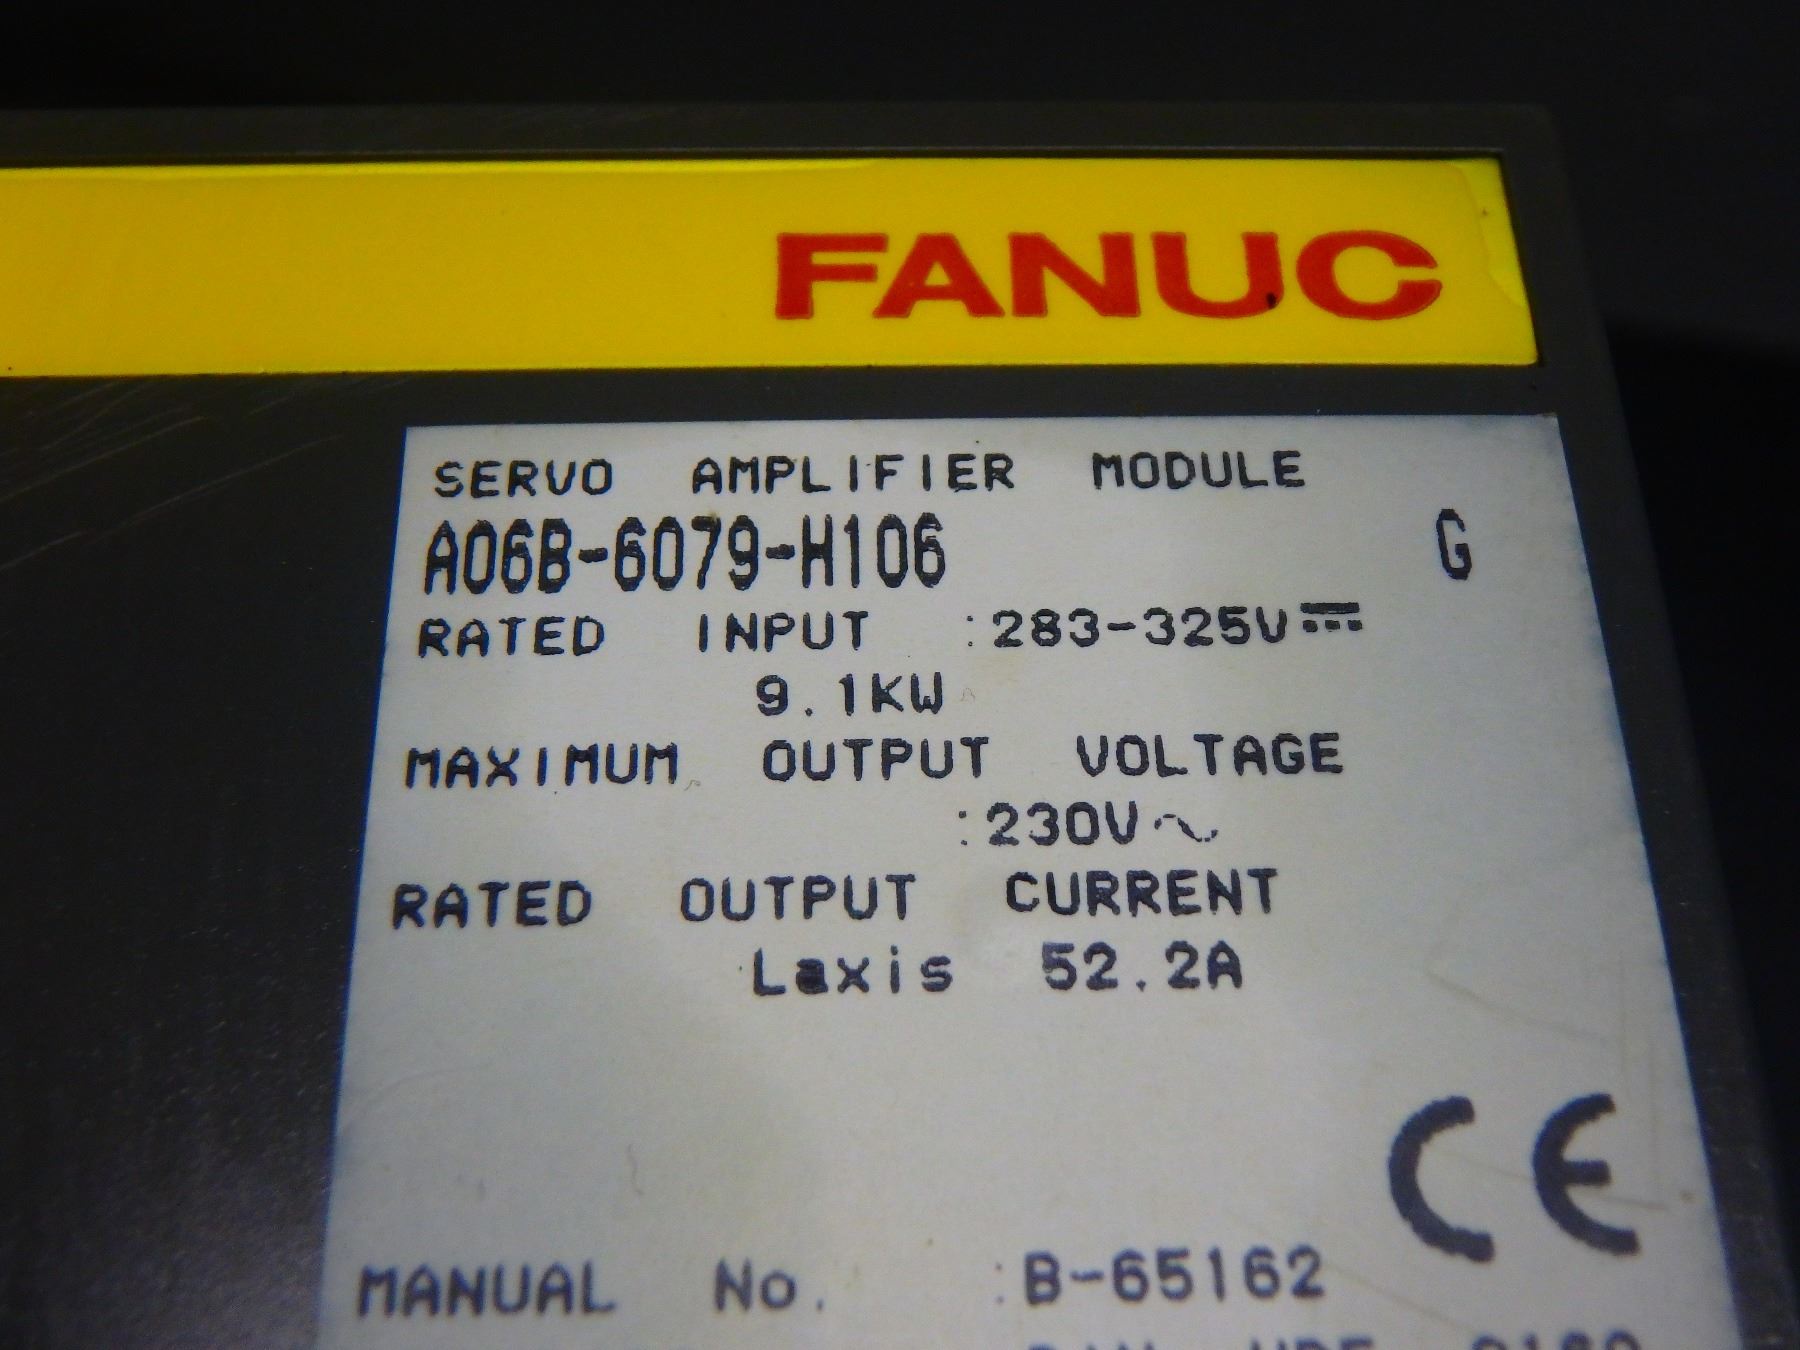 FANUC
SERVO AMPLIFIER MODULE
A06B-6079-H106 G
RATED INPUT :283-325V⎓
9.1KW
MAXIMUM OUTPUT VOLTAGE
:230V～
RATED OUTPUT CURRENT
Laxis 52.2A
CE
MANUAL No. :B-65162